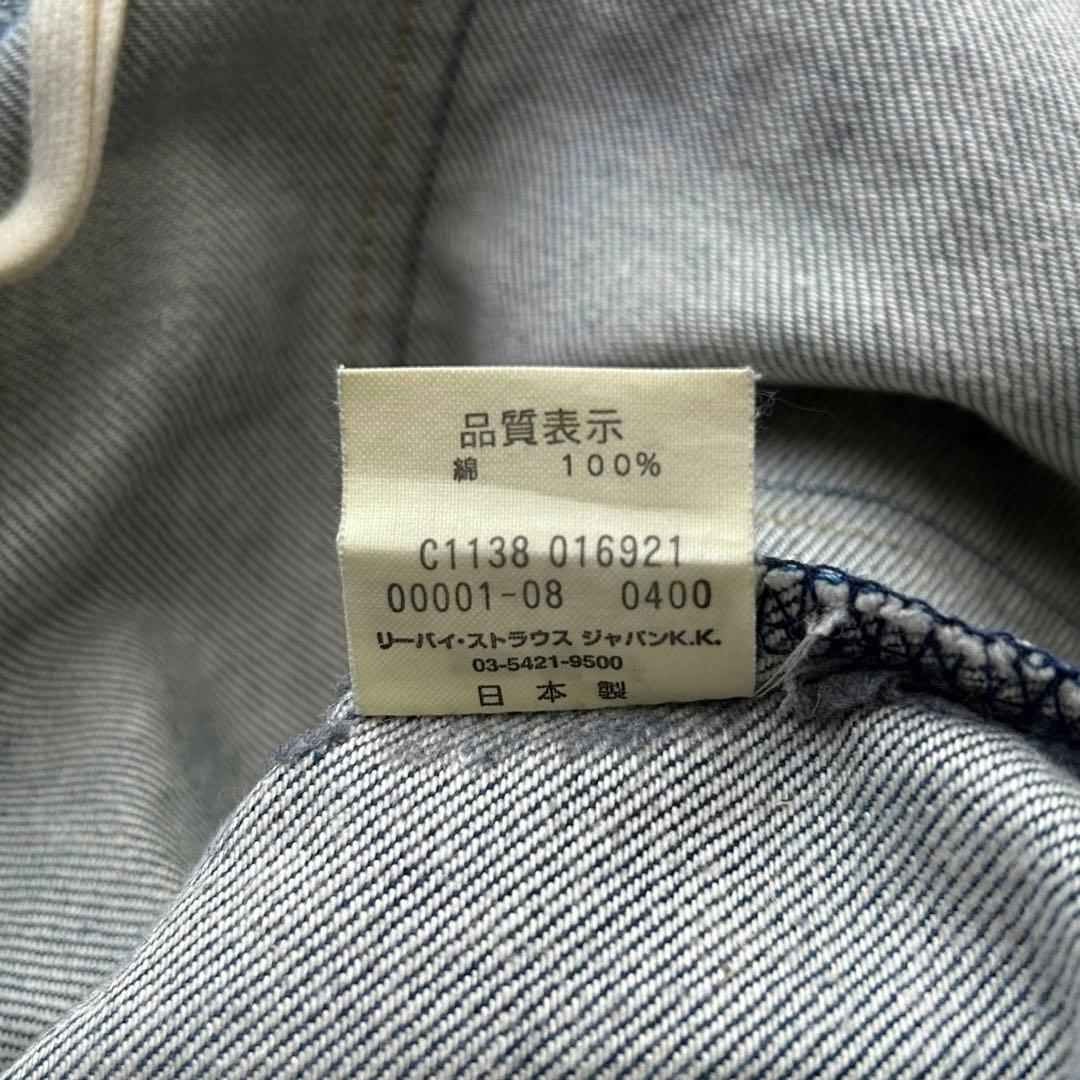 品質表示
綿 100%
C1138 016921
00001-08 0400
リーバイ・ストラウス ジャパンK.K.
03-5421-9500
日本製